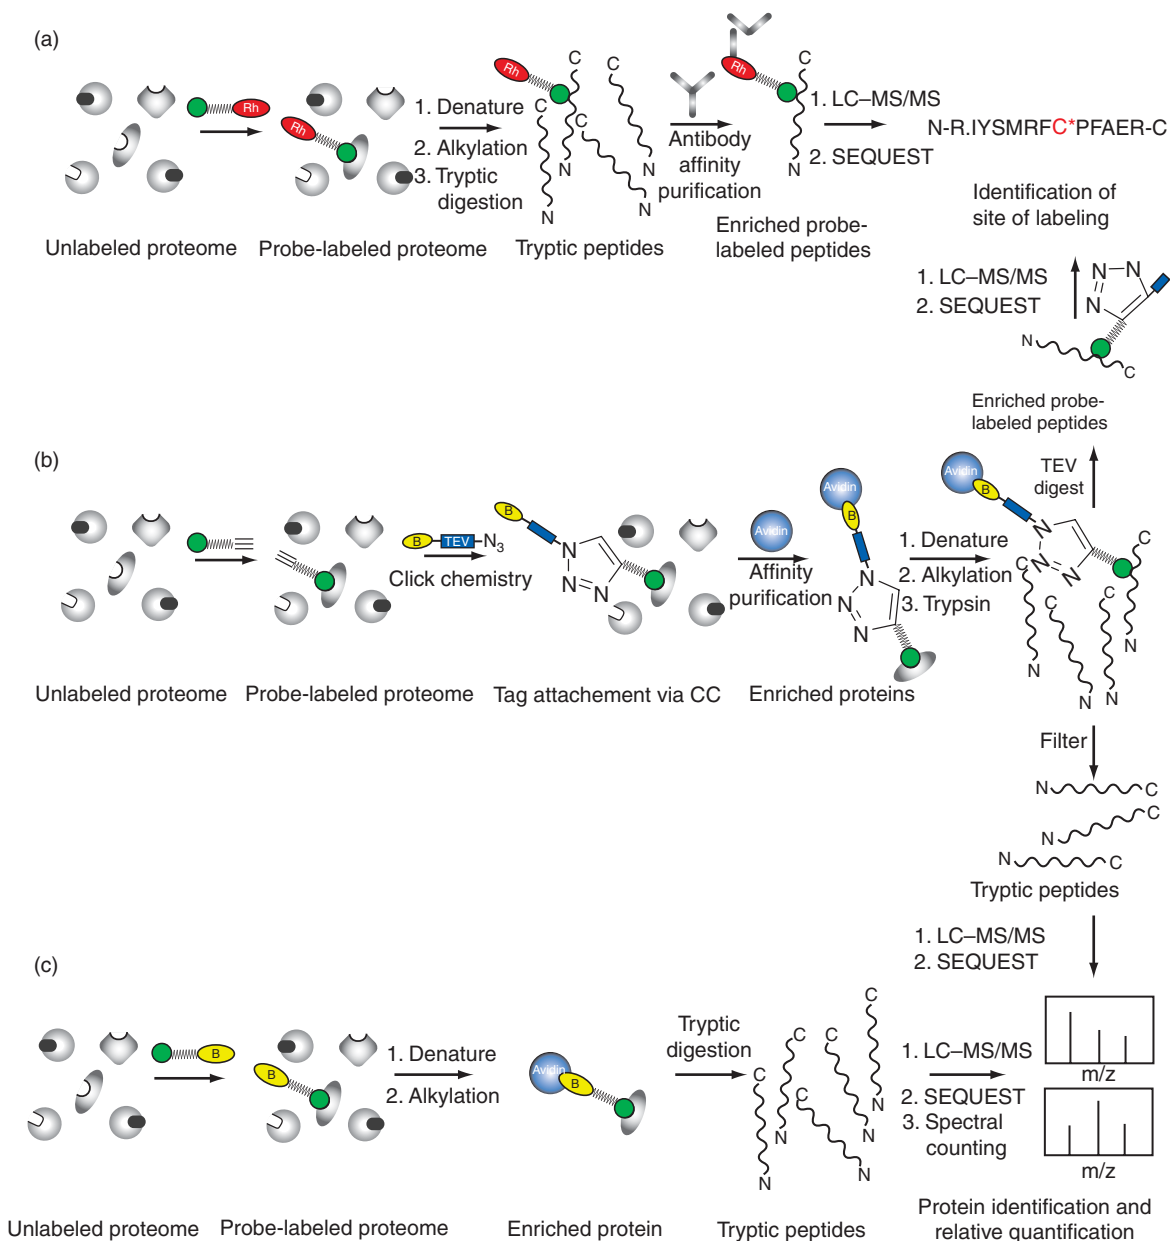 (a)
Rh
Rh
1. Denature
2. Alkylation
3. Tryptic
digestion
Rh
C
C
C
C
N
N
N
Antibody
affinity
purification
Rh
C
N
1. LC–MS/MS
2. SEQUEST
N-R.IYSMRFC*PFAER-C
Identification of
site of labeling
Unlabeled proteome
Probe-labeled proteome
Tryptic peptides
Enriched probe-
labeled peptides
1. LC–MS/MS
2. SEQUEST
N
N
N
N
C
Enriched probe-
labeled peptides
TEV
digest
(b)
B
TEV
N3
Click chemistry
B
N
N
N
Avidin
Affinity
purification
Avidin
B
N
N
N
1. Denature
2. Alkylation
3. Trypsin
Avidin
B
N
N
N
C
C
C
C
N
N
N
N
Unlabeled proteome
Probe-labeled proteome
Tag attachement via CC
Enriched proteins
Filter
N
C
N
C
N
C
Tryptic peptides
1. LC–MS/MS
2. SEQUEST
(c)
B
B
1. Denature
2. Alkylation
Avidin
B
Tryptic
digestion
C
C
C
C
C
N
N
N
N
N
1. LC–MS/MS
2. SEQUEST
3. Spectral
counting
m/z
m/z
Unlabeled proteome
Probe-labeled proteome
Enriched protein
Tryptic peptides
Protein identification and
relative quantification